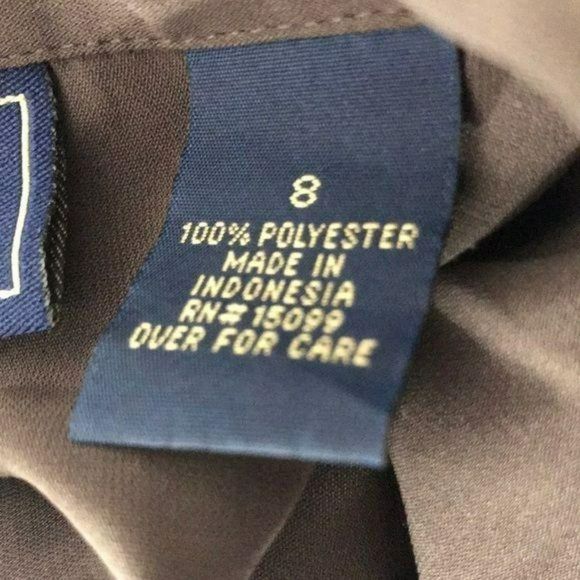 8
100% POLYESTER
MADE IN
INDONESIA
RN#15099
OVER FOR CARE